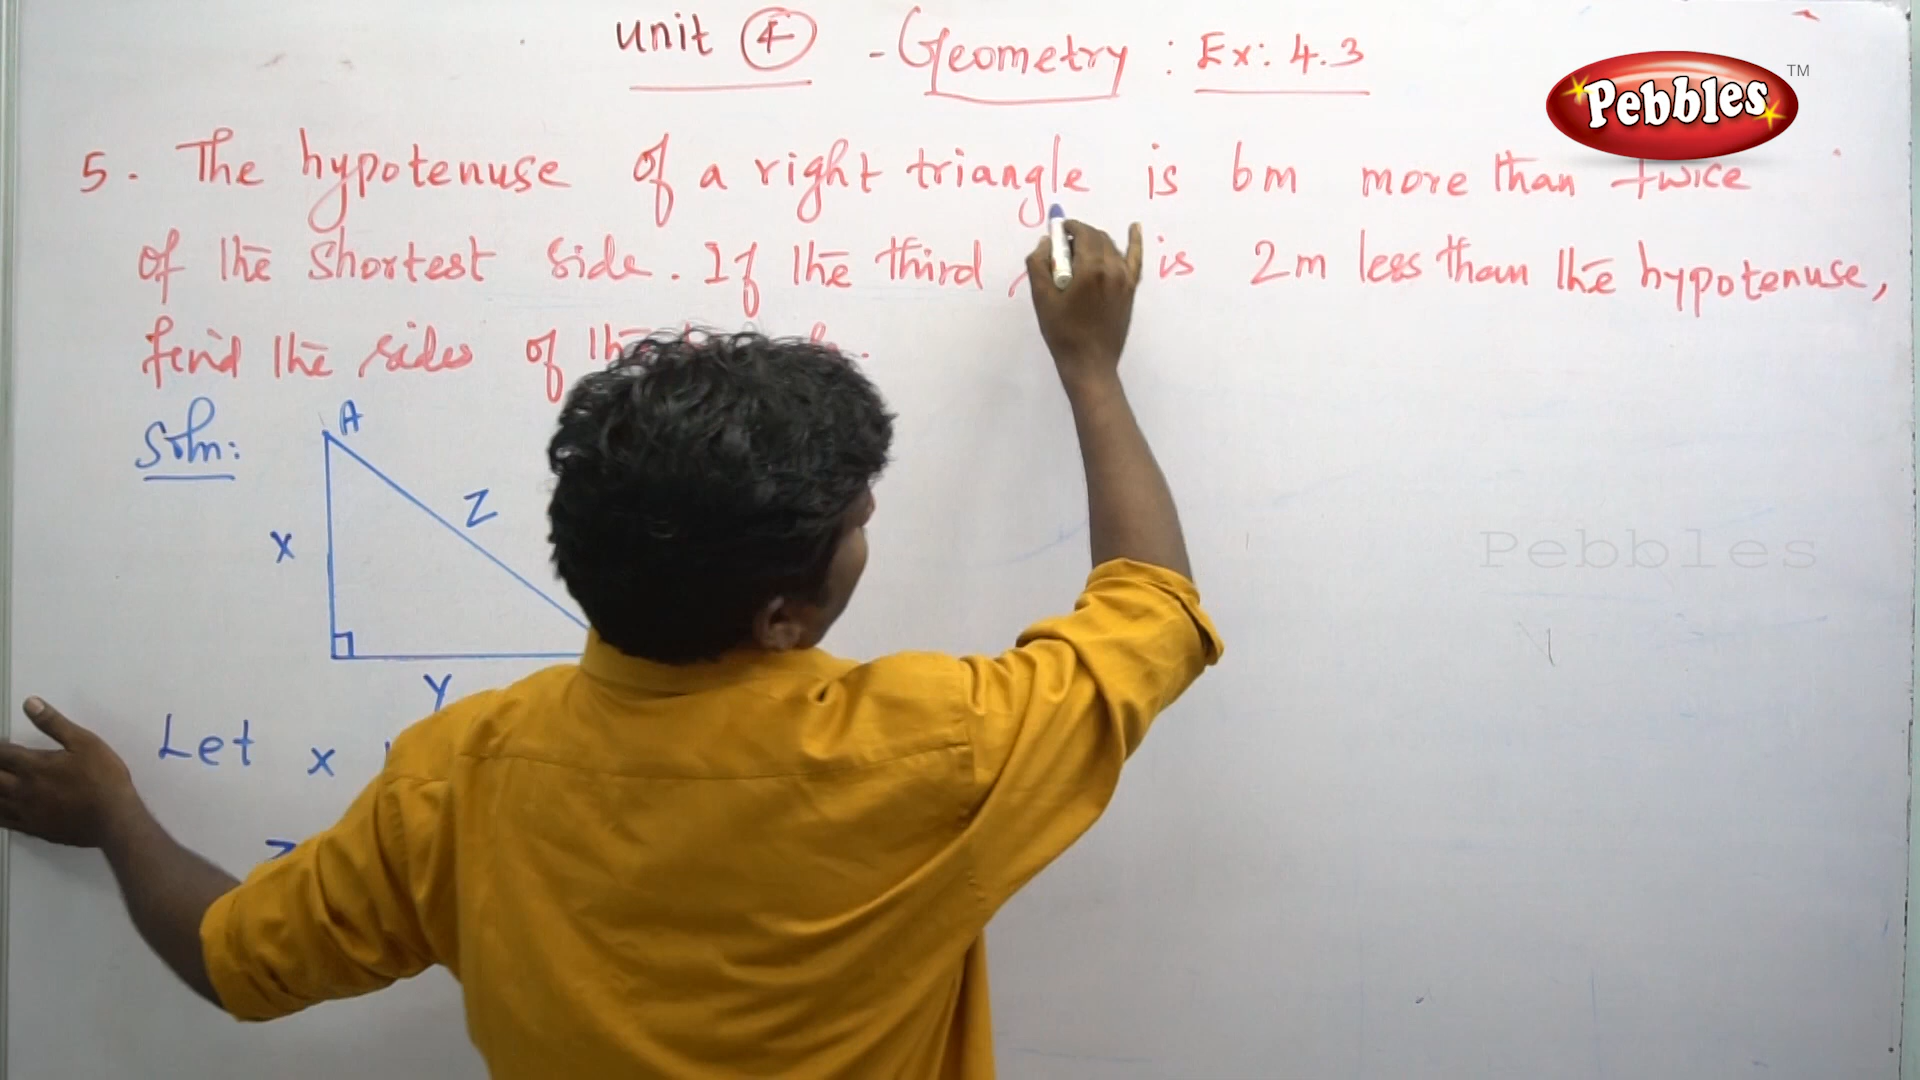 unit 4 - Geometry : Ex: 4.3
Pebbles TM
5. The hypotenuse of a right triangle is 6m more than twice
of the shortest side. If the third is 2m less than the hypotenuse,
find the sides of the
Soln:
A
Z
X
Pebbles
Y
Let x